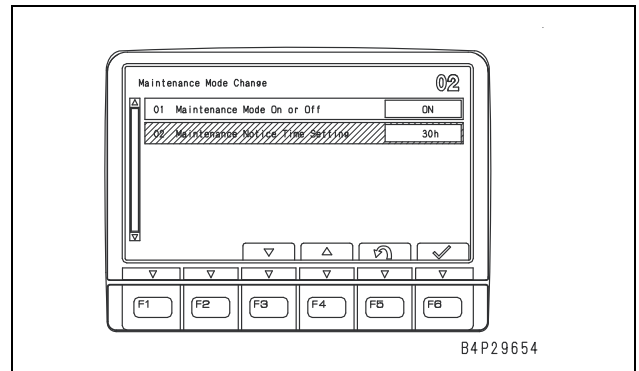 Maintenance Mode Change
02
01 Maintenance Mode On or Off ON
02 Maintenance Notice Time Setting 30h
F1 F2 F3 F4 F5 F6
B4P29654